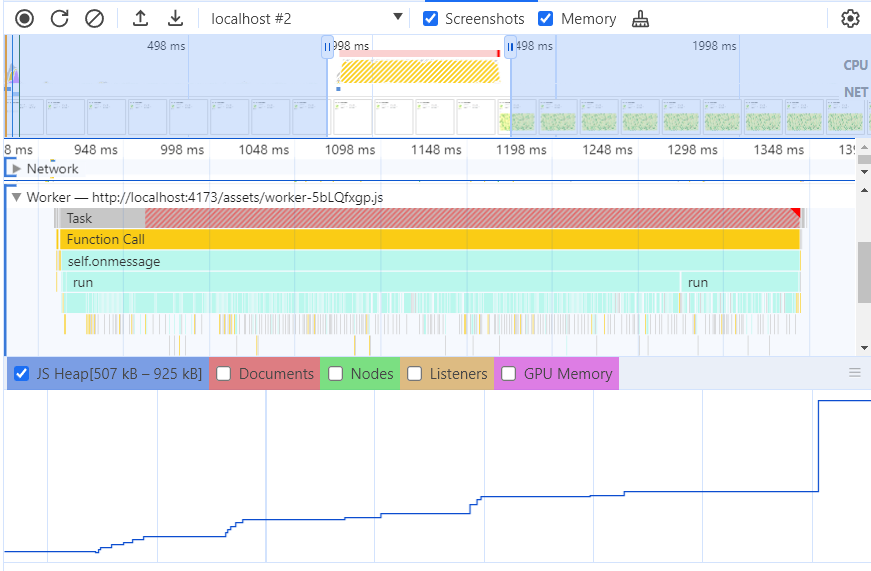 localhost #2
Screenshots
Memory
498 ms
998 ms
498 ms
1998 ms
CPU
NET
8 ms
948 ms
998 ms
1048 ms
1098 ms
1148 ms
1198 ms
1248 ms
1298 ms
1348 ms
139
Network
Worker — http://localhost:4173/assets/worker-5bLQfxgp.js
Task
Function Call
self.onmessage
run
run
JS Heap[507 kB – 925 kB]
Documents
Nodes
Listeners
GPU Memory